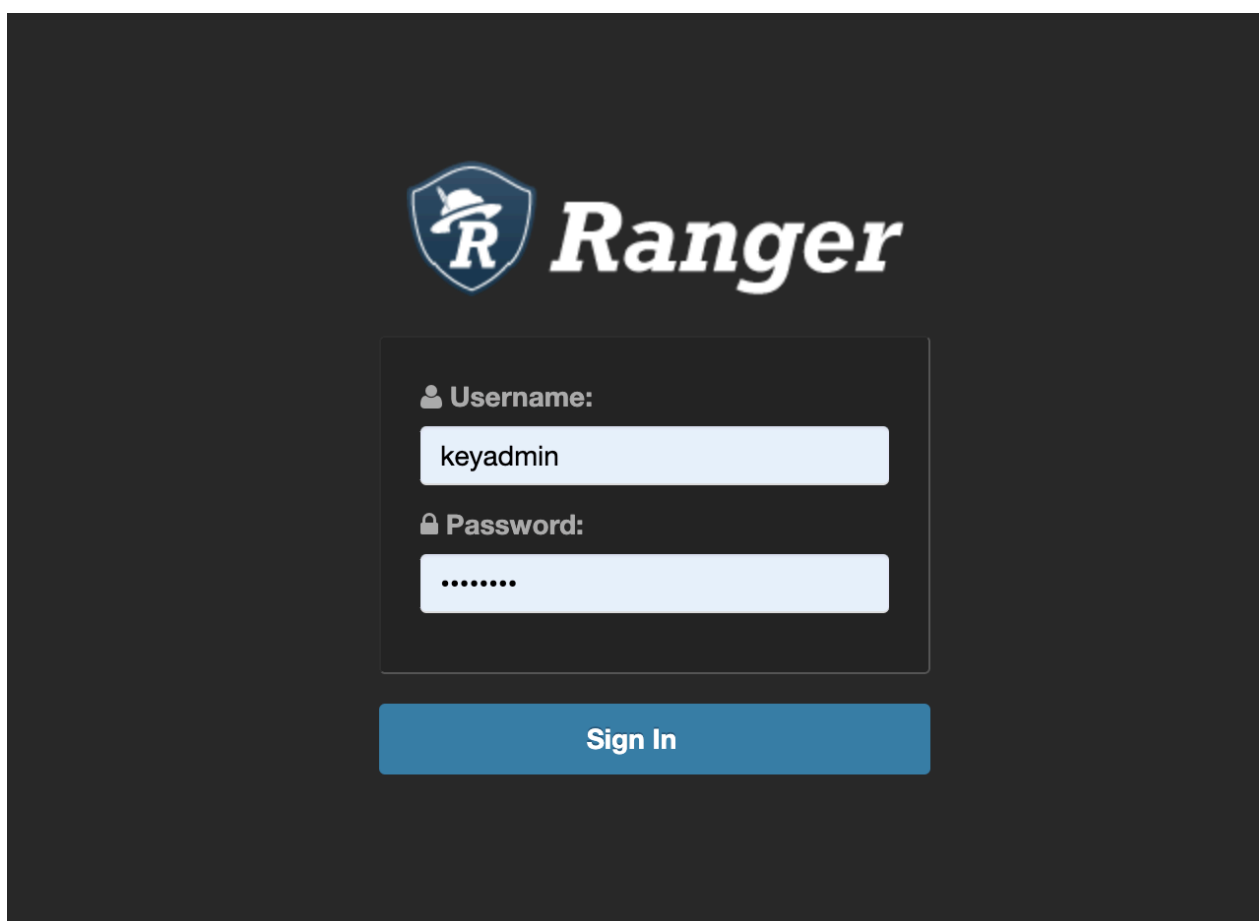 R Ranger
Username:
keyadmin
Password:
••••••••
Sign In